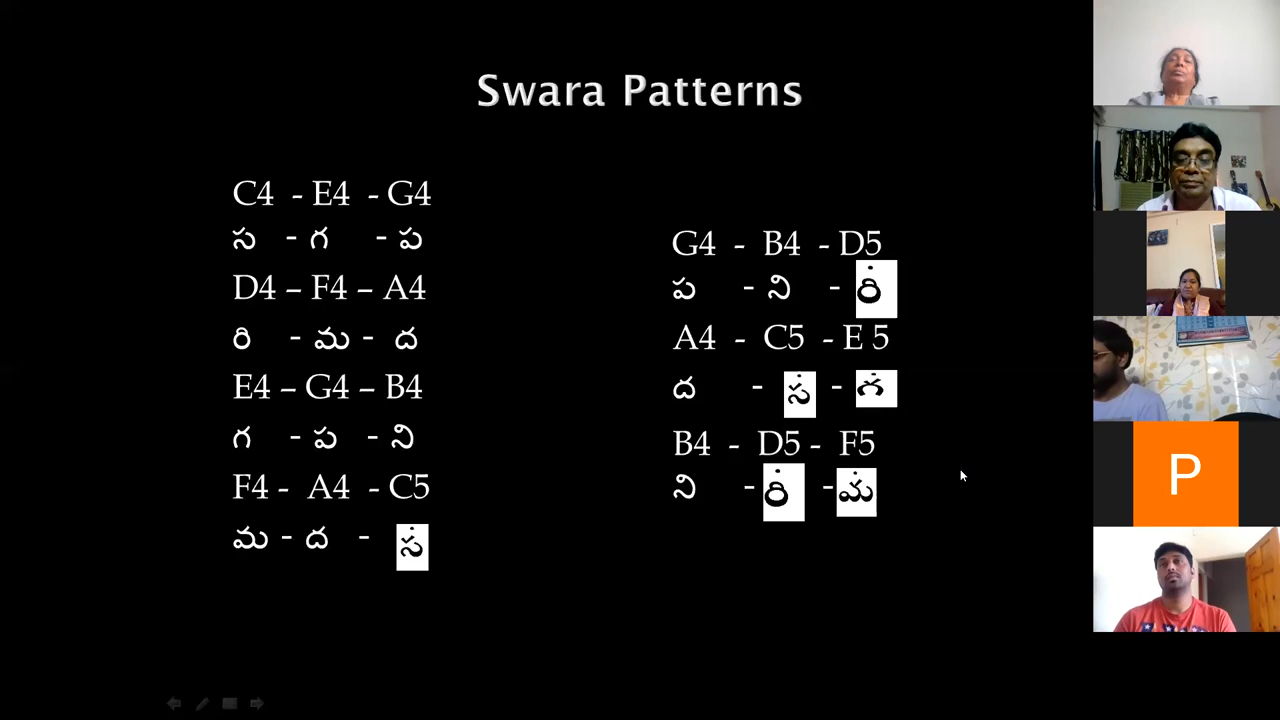 Swara Patterns
C4 - E4 - G4
స - గ - ప
D4 – F4 – A4
రి - మ - ద
E4 – G4 – B4
గ - ప - ని
F4 - A4 - C5
మ - ద - స̇
G4 - B4 - D5
ప - ని - రి̇
A4 - C5 - E 5
ద - స̇ - గ̇
B4 - D5 - F5
ని - రి̇ - మ̇
P